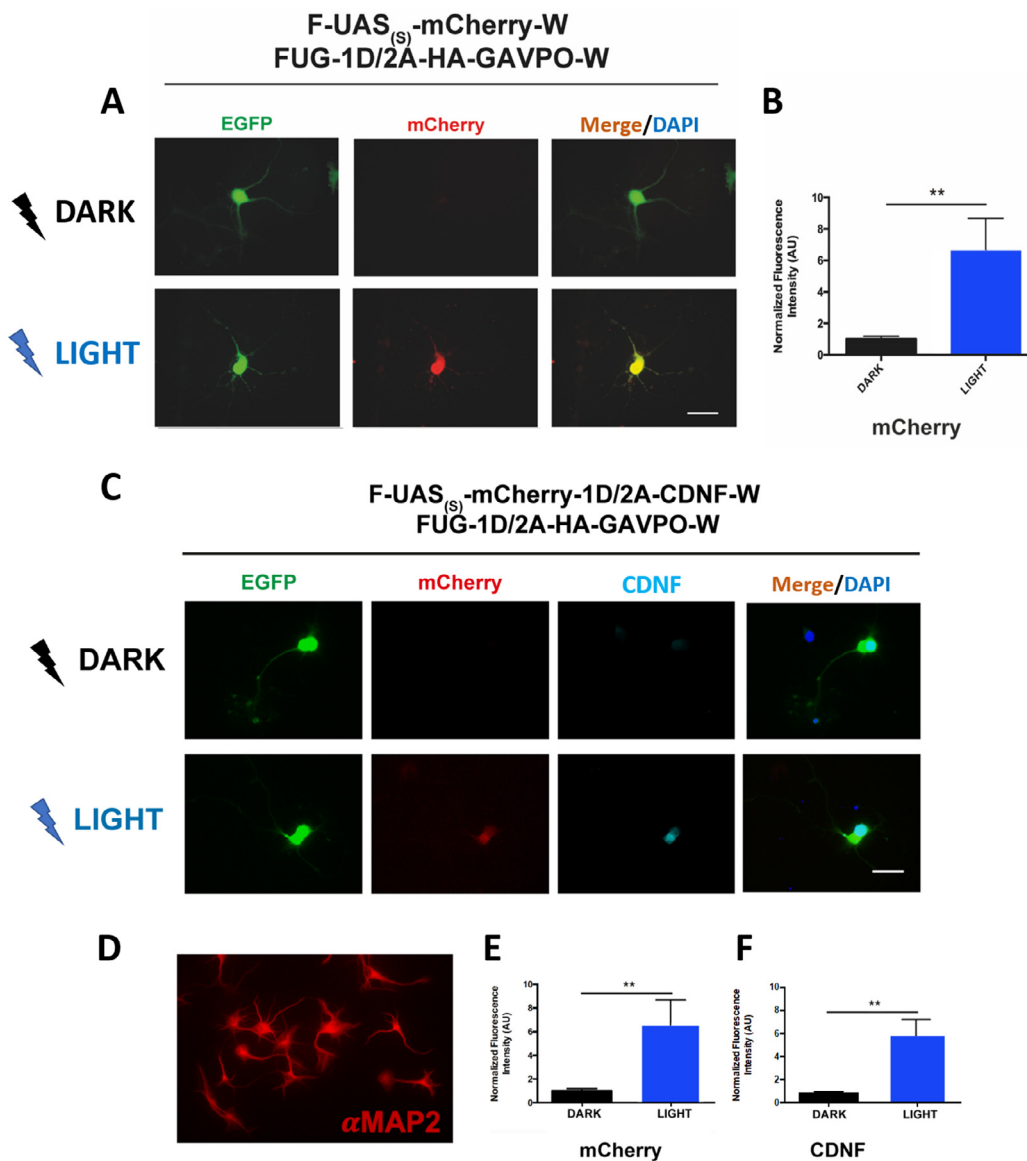 F-UAS(S)-mCherry-W
FUG-1D/2A-HA-GAVPO-W
A
EGFP
mCherry
Merge/DAPI
DARK
LIGHT
B
Normalized Fluorescence
Intensity (AU)
10
8
6
4
2
0
**
DARK
LIGHT
mCherry
C
F-UAS(S)-mCherry-1D/2A-CDNF-W
FUG-1D/2A-HA-GAVPO-W
EGFP
mCherry
CDNF
Merge/DAPI
DARK
LIGHT
D
αMAP2
E
Normalized Fluorescence
Intensity (AU)
10
8
6
4
2
0
**
DARK
LIGHT
mCherry
F
Normalized Fluorescence
Intensity (AU)
10
8
6
4
2
0
**
DARK
LIGHT
CDNF